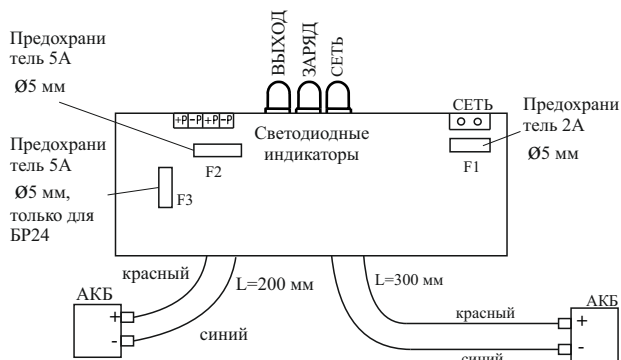 Предохрани
тель 5А
Ø5 мм
ВЫХОД
ЗАРЯД
СЕТЬ
+P -P +P -P
Светодиодные
индикаторы
СЕТЬ
Предохрани
тель 2А
Ø5 мм
F1
F2
F3
Предохрани
тель 5А
Ø5 мм,
только для
БР24
красный
L=200 мм
L=300 мм
АКБ
+
-
синий
красный
синий
АКБ
+
-